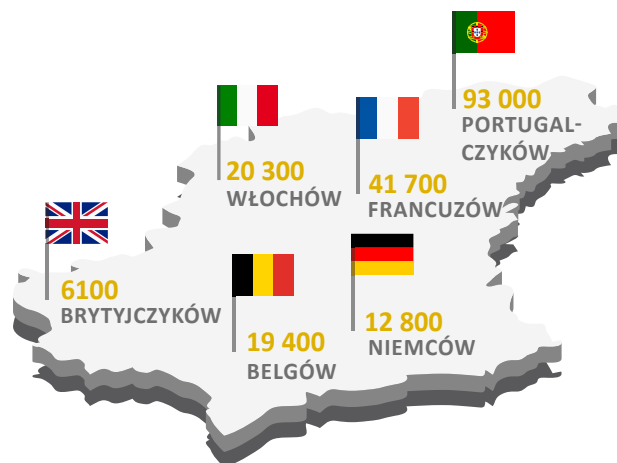 93 000
PORTUGAL-
CZYKÓW
20 300
WŁOCHÓW
41 700
FRANCUZÓW
6100
BRYTYJCZYKÓW
19 400
BELGÓW
12 800
NIEMCÓW